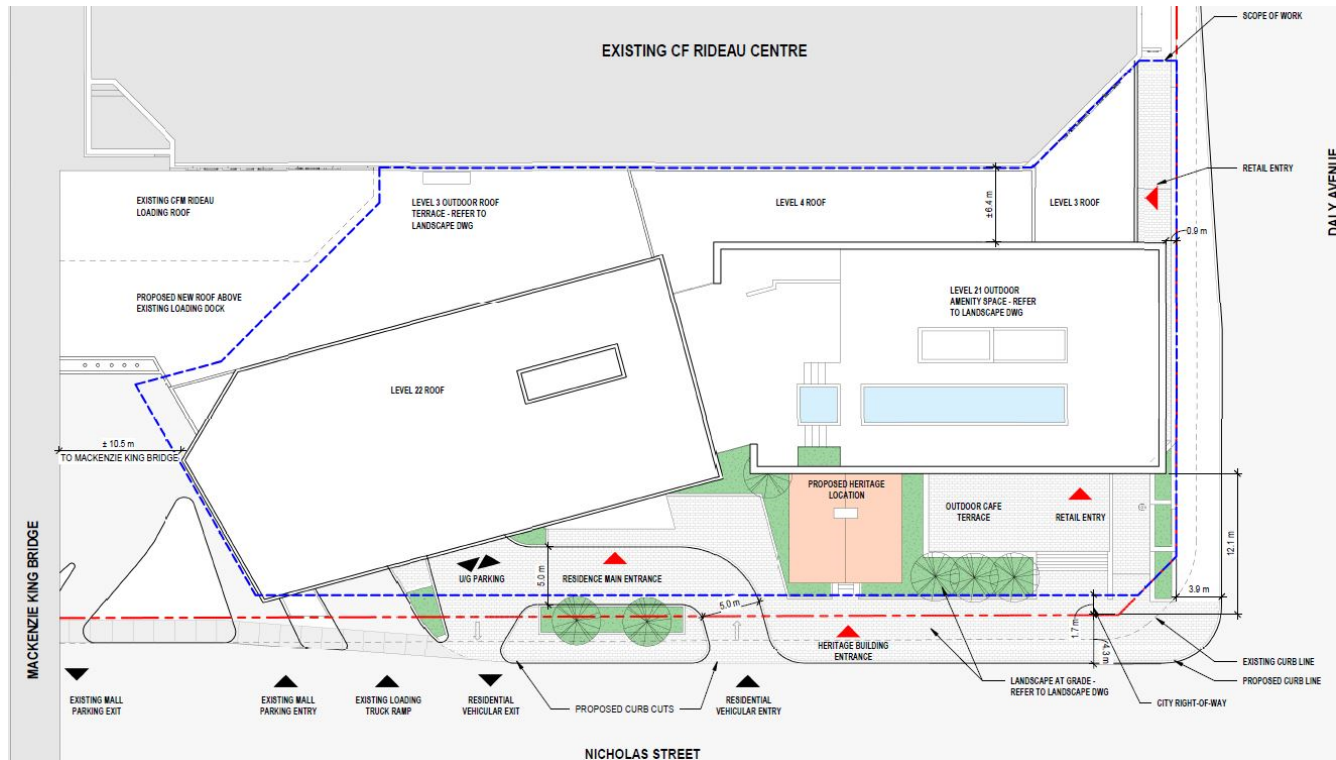 SCOPE OF WORK
EXISTING CF RIDEAU CENTRE
RETAIL ENTRY
DALY AVENUE
EXISTING CFM RIDEAU
LOADING ROOF
LEVEL 3 OUTDOOR ROOF
TERRACE - REFER TO
LANDSCAPE DWG
LEVEL 4 ROOF
±6.4 m
LEVEL 3 ROOF
0.9 m
PROPOSED NEW ROOF ABOVE
EXISTING LOADING DOCK
LEVEL 21 OUTDOOR
AMENITY SPACE - REFER
TO LANDSCAPE DWG
LEVEL 22 ROOF
± 10.5 m
TO MACKENZIE KING BRIDGE
PROPOSED HERITAGE
LOCATION
OUTDOOR CAFE
TERRACE
RETAIL ENTRY
12.1 m
MACKENZIE KING BRIDGE
U/G PARKING
5.0 m
RESIDENCE MAIN ENTRANCE
5.0 m
3.9 m
1.7 m
4.3 m
HERITAGE BUILDING
ENTRANCE
EXISTING CURB LINE
LANDSCAPE AT GRADE -
REFER TO LANDSCAPE DWG
PROPOSED CURB LINE
CITY RIGHT-OF-WAY
EXISTING MALL
PARKING EXIT
EXISTING MALL
PARKING ENTRY
EXISTING LOADING
TRUCK RAMP
RESIDENTIAL
VEHICULAR EXIT
PROPOSED CURB CUTS
RESIDENTIAL
VEHICULAR ENTRY
NICHOLAS STREET